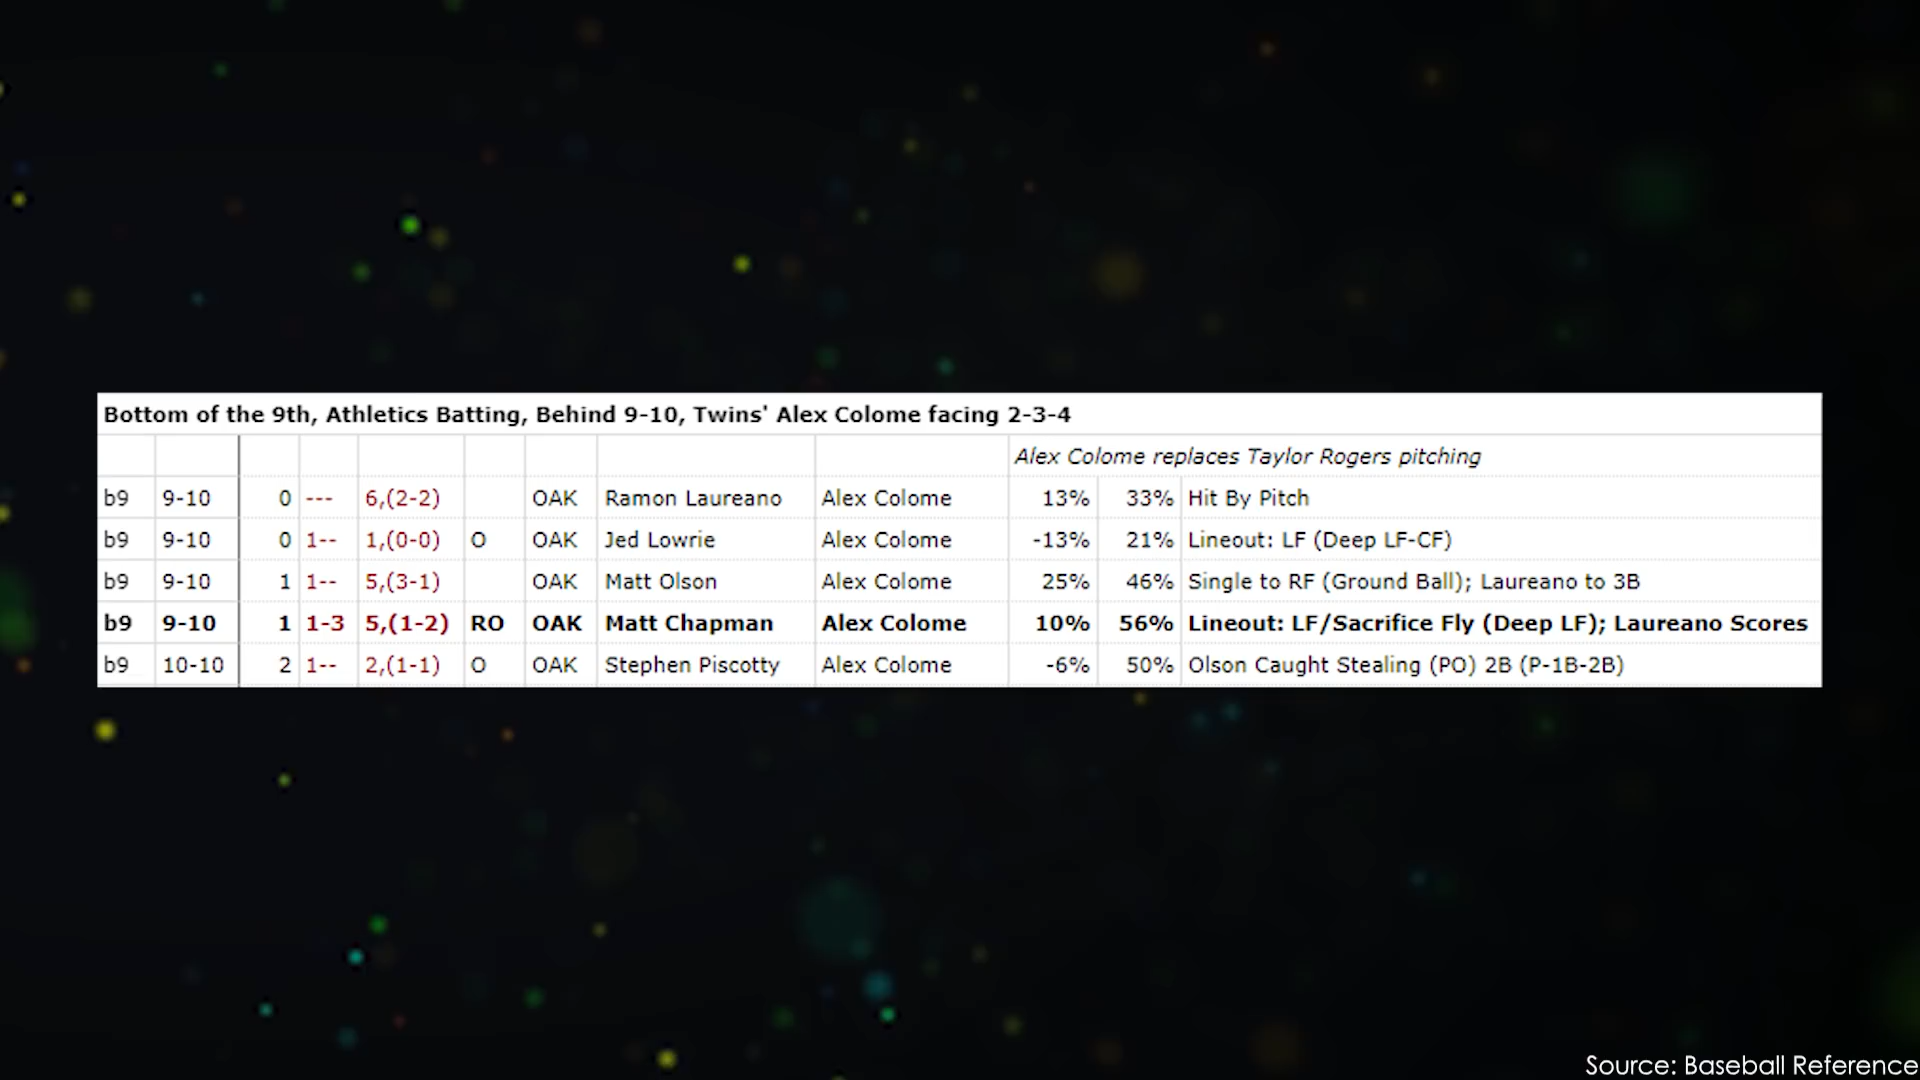 Bottom of the 9th, Athletics Batting, Behind 9-10, Twins' Alex Colome facing 2-3-4
Alex Colome replaces Taylor Rogers pitching
b9 9-10 0 --- 6,(2-2) OAK Ramon Laureano Alex Colome 13% 33% Hit By Pitch
b9 9-10 0 1-- 1,(0-0) O OAK Jed Lowrie Alex Colome -13% 21% Lineout: LF (Deep LF-CF)
b9 9-10 1 1-- 5,(3-1) OAK Matt Olson Alex Colome 25% 46% Single to RF (Ground Ball); Laureano to 3B
b9 9-10 1 1-3 5,(1-2) RO OAK Matt Chapman Alex Colome 10% 56% Lineout: LF/Sacrifice Fly (Deep LF); Laureano Scores
b9 10-10 2 1-- 2,(1-1) O OAK Stephen Piscotty Alex Colome -6% 50% Olson Caught Stealing (PO) 2B (P-1B-2B)
Source: Baseball Reference